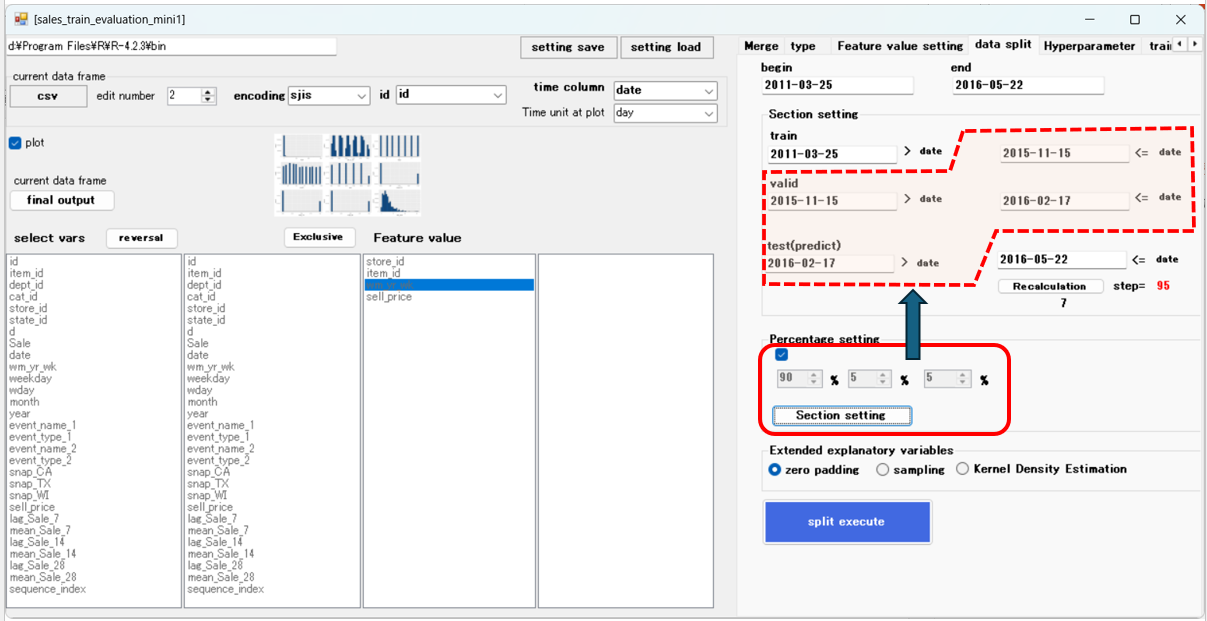 [sales_train_evaluation_mini1]
d¥Program Files¥R¥R-4.2.3¥bin
setting save
setting load
current data frame
csv
edit number
2
encoding
sjis
id
id
time column
date
Time unit at plot
day
plot
current data frame
final output
select vars
reversal
Exclusive
Feature value
id
item_id
dept_id
cat_id
store_id
state_id
d
Sale
date
wm_yr_wk
weekday
wday
month
year
event_name_1
event_type_1
event_name_2
event_type_2
snap_CA
snap_TX
snap_WI
sell_price
lag_Sale_7
mean_Sale_7
lag_Sale_14
mean_Sale_14
lag_Sale_28
mean_Sale_28
sequence_index
id
item_id
dept_id
cat_id
store_id
state_id
d
Sale
date
wm_yr_wk
weekday
wday
month
year
event_name_1
event_type_1
event_name_2
event_type_2
snap_CA
snap_TX
snap_WI
sell_price
lag_Sale_7
mean_Sale_7
lag_Sale_14
mean_Sale_14
lag_Sale_28
mean_Sale_28
sequence_index
store_id
item_id
wm_yr_wk
sell_price
Merge
type
Feature value setting
data split
Hyperparameter
train
begin
end
2011-03-25
2016-05-22
Section setting
train
2011-03-25 > date
2015-11-15 <= date
valid
2015-11-15 > date
2016-02-17 <= date
test(predict)
2016-02-17 > date
2016-05-22 <= date
Recalculation
step= 95
7
Percentage setting
90 % 5 % 5 %
Section setting
Extended explanatory variables
zero padding
sampling
Kernel Density Estimation
split execute